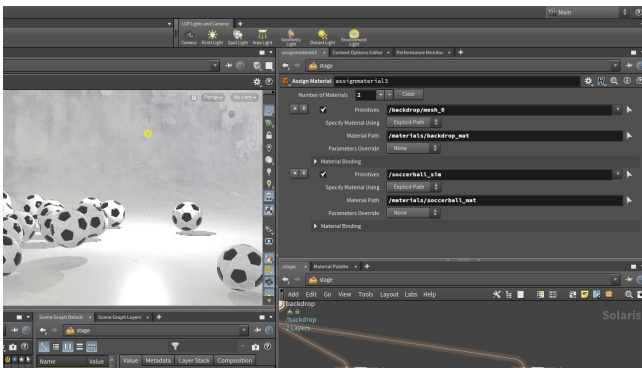 Main
LOP Lights and Cameras
Camera Point Light Spot Light Area Light Geometry Light Distant Light Environment Light
assignmaterial3 × Context Options Editor × Performance Monitor ×
stage
Assign Material assignmaterial3
Number of Materials 2 + − Clear
Persp No cam
Primitives /backdrop/mesh_0
Specify Material Using Explicit Path
Material Path /materials/backdrop_mat
Parameters Override None
Material Binding
Primitives /soccerball_sim
Specify Material Using Explicit Path
Material Path /materials/soccerball_mat
Parameters Override None
Material Binding
/stage × Material Palette ×
stage
Add Edit Go View Tools Layout Labs Help
backdrop
/backdrop
2 Layers
Solaris
Scene Graph Details × Scene Graph Layers ×
stage
Name Value Value Metadata Layer Stack Composition